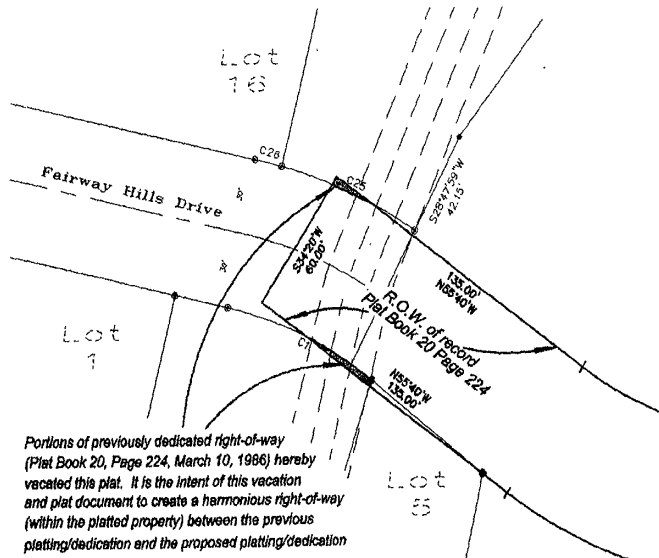 Lot
16
C26
C25
Fairway Hills Drive
S28°47'59"W
42.15'
S34°20'W
60.00'
135.00'
N55°40'W
R.O.W. of record
Plat Book 20 Page 224
Lot
1
N55°40'W
135.00'
Portions of previously dedicated right-of-way
(Plat Book 20, Page 224, March 10, 1986) hereby
vacated this plat. It is the intent of this vacation
and plat document to create a harmonious right-of-way
(within the platted property) between the previous
platting/dedication and the proposed platting/dedication
Lot